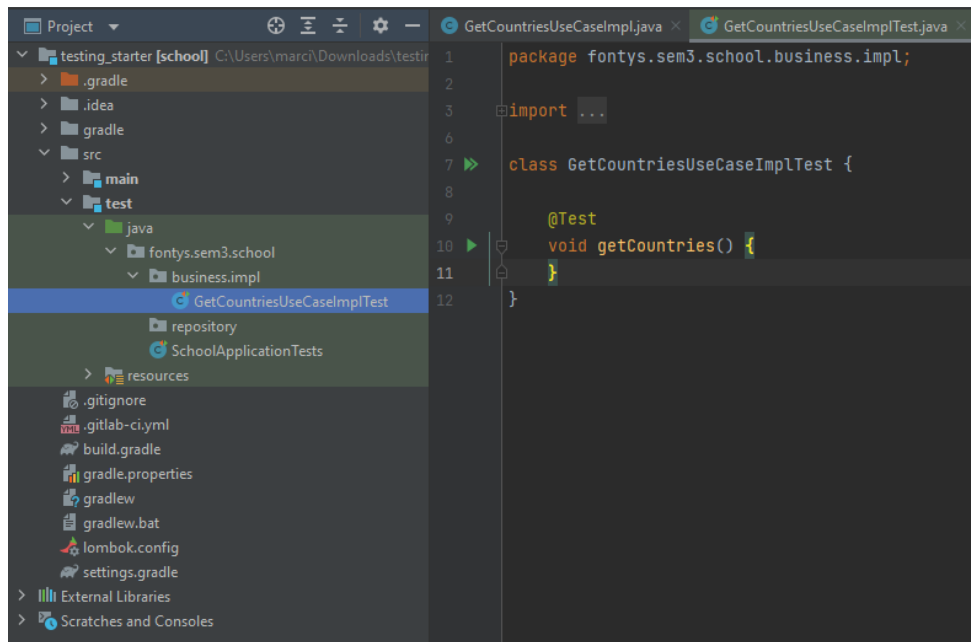 Project
testing_starter [school] C:\Users\marci\Downloads\testin
.gradle
.idea
gradle
src
main
test
java
fontys.sem3.school
business.impl
GetCountriesUseCaseImplTest
repository
SchoolApplicationTests
resources
.gitignore
.gitlab-ci.yml
build.gradle
gradle.properties
gradlew
gradlew.bat
lombok.config
settings.gradle
External Libraries
Scratches and Consoles
GetCountriesUseCaseImpl.java GetCountriesUseCaseImplTest.java
1 package fontys.sem3.school.business.impl;
2
3 import ...
6
7 class GetCountriesUseCaseImplTest {
8
9 @Test
10 void getCountries() {
11 }
12 }